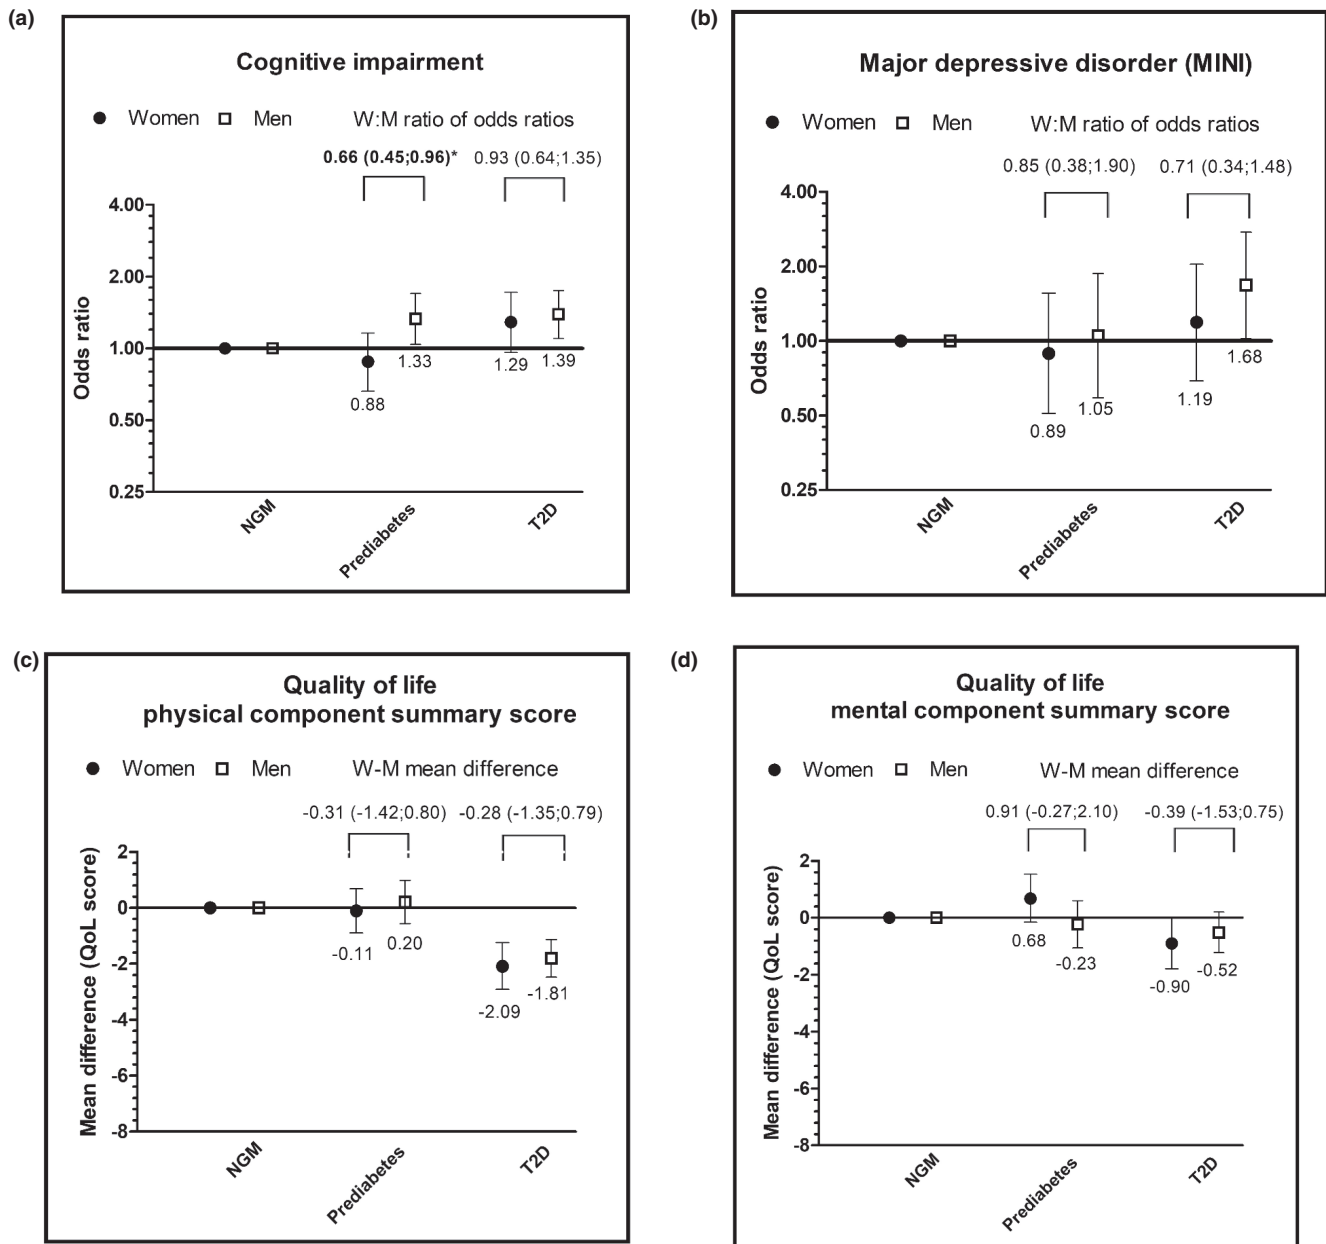 (a)
Cognitive impairment
Women Men W:M ratio of odds ratios
0.66 (0.45;0.96)* 0.93 (0.64;1.35)
Odds ratio
4.00
2.00
1.00
0.50
0.25
0.88
1.33
1.29
1.39
NGM
Prediabetes
T2D
(b)
Major depressive disorder (MINI)
Women Men W:M ratio of odds ratios
0.85 (0.38;1.90) 0.71 (0.34;1.48)
Odds ratio
4.00
2.00
1.00
0.50
0.25
0.89
1.05
1.19
1.68
NGM
Prediabetes
T2D
(c)
Quality of life
physical component summary score
Women Men W-M mean difference
-0.31 (-1.42;0.80) -0.28 (-1.35;0.79)
Mean difference (QoL score)
2
0
-2
-4
-6
-8
-0.11
0.20
-2.09
-1.81
NGM
Prediabetes
T2D
(d)
Quality of life
mental component summary score
Women Men W-M mean difference
0.91 (-0.27;2.10) -0.39 (-1.53;0.75)
Mean difference (QoL score)
2
0
-2
-4
-6
-8
0.68
-0.23
-0.90
-0.52
NGM
Prediabetes
T2D